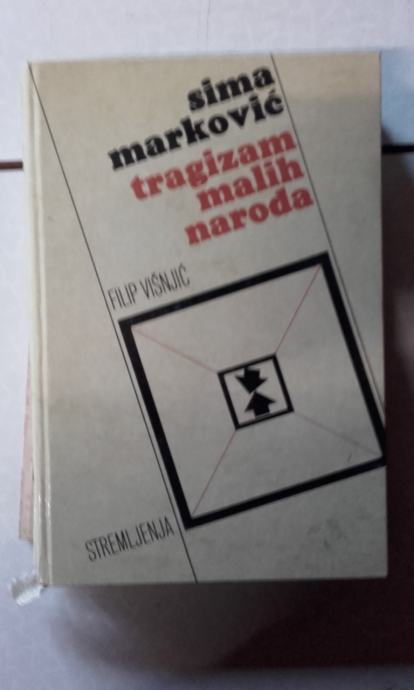 sima
marković
tragizam
malih
naroda
FILIP VIŠNJIĆ
STREMLJENJA